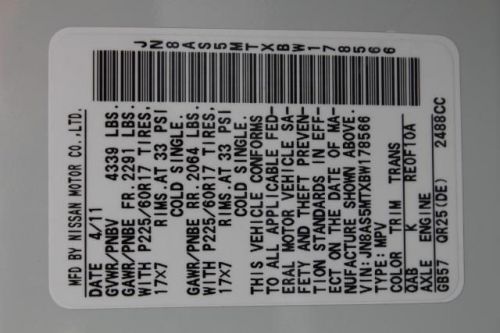 JN8AS5MTXBW178566
MFD BY NISSAN MOTOR CO.,LTD.
DATE 4/11
GVWR/PNBV 4339 LBS.
GAWR/PNBE FR.2291 LBS.
WITH P225/60R17 TIRES,
17X7 RIMS.AT 33 PSI
COLD SINGLE.
GAWR/PNBE RR.2064 LBS.
WITH P225/60R17 TIRES,
17X7 RIMS.AT 33 PSI
COLD SINGLE.
THIS VEHICLE CONFORMS
TO ALL APPLICABLE FED-
ERAL MOTOR VEHICLE SA-
FETY AND THEFT PREVEN-
TION STANDARDS IN EFF-
ECT ON THE DATE OF MA-
NUFACTURE SHOWN ABOVE.
VIN:JN8AS5MTXBW178566
TYPE: MPV
COLOR TRIM TRANS
QAB K RE0F10A
AXLE ENGINE
GB57 QR25(DE) 2488CC